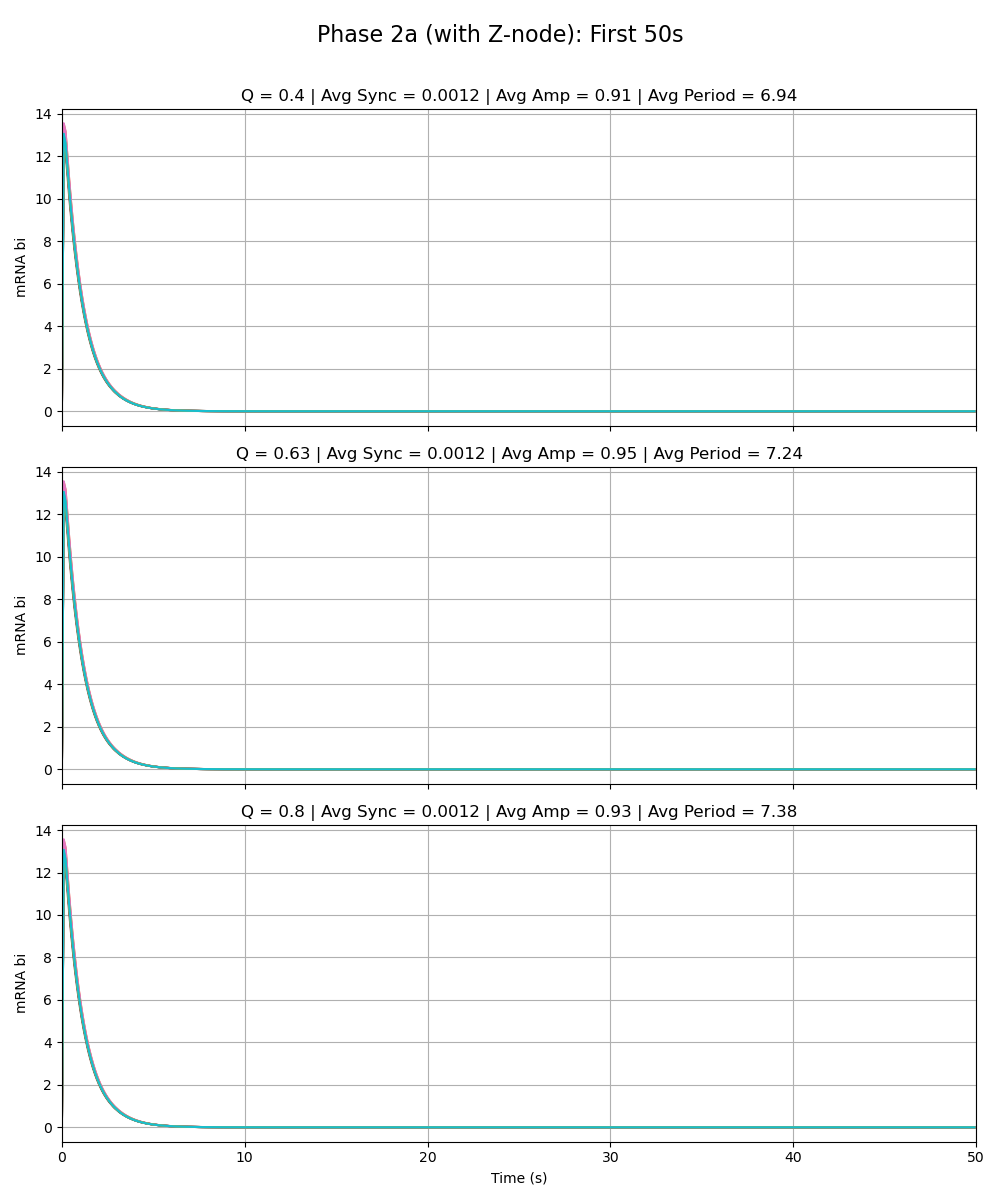 Phase 2a (with Z-node): First 50s
Q = 0.4 | Avg Sync = 0.0012 | Avg Amp = 0.91 | Avg Period = 6.94
14
12
10
8
6
4
2
0
mRNA bi
Q = 0.63 | Avg Sync = 0.0012 | Avg Amp = 0.95 | Avg Period = 7.24
14
12
10
8
6
4
2
0
mRNA bi
Q = 0.8 | Avg Sync = 0.0012 | Avg Amp = 0.93 | Avg Period = 7.38
14
12
10
8
6
4
2
0
mRNA bi
0 10 20 30 40 50
Time (s)